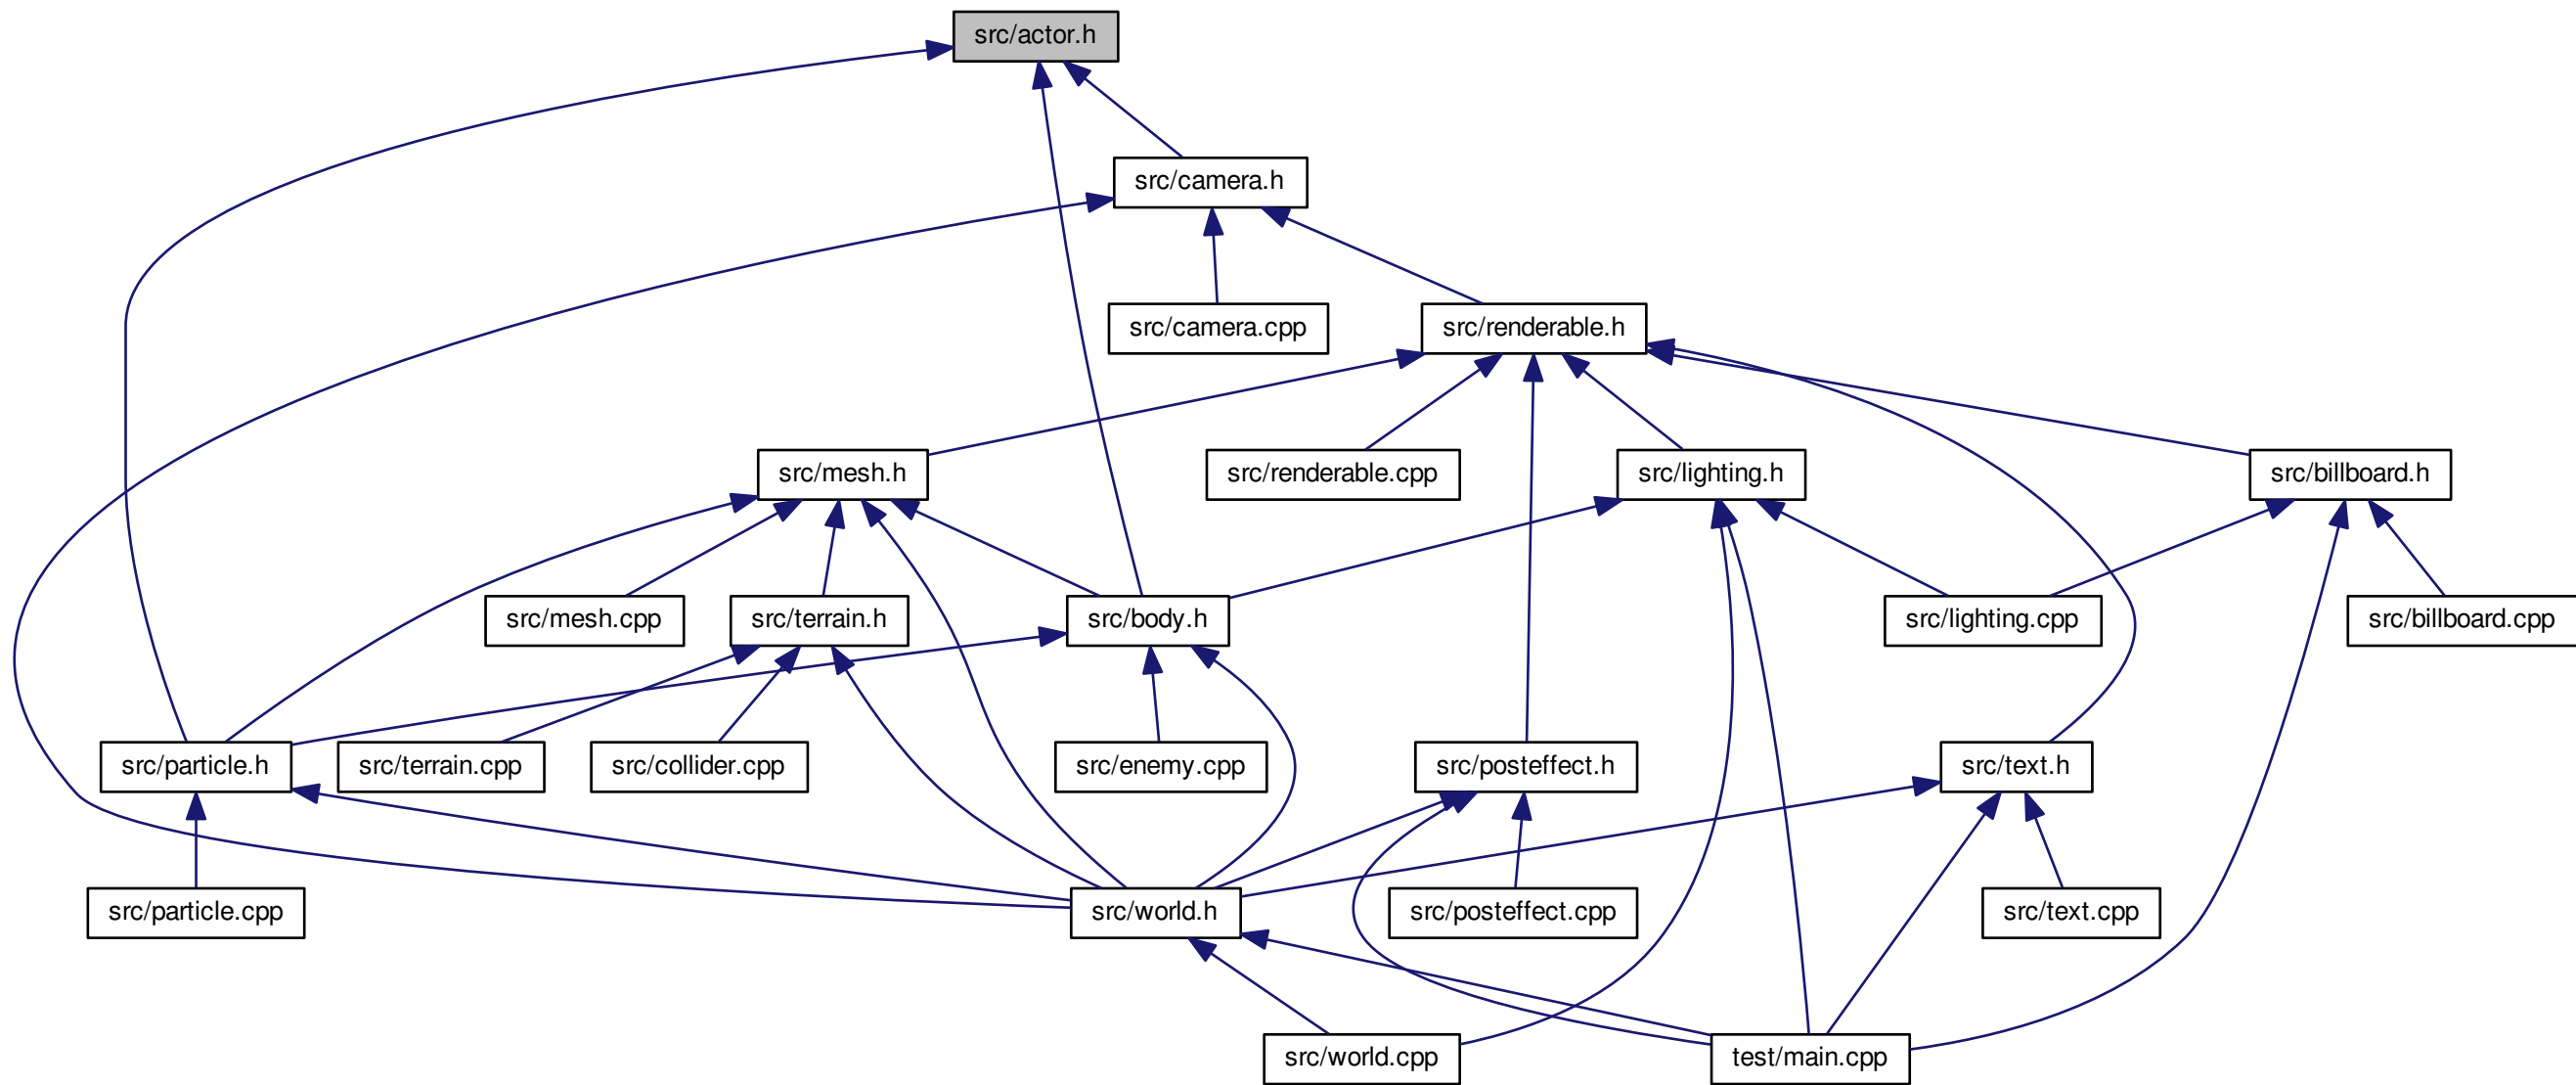 src/actor.h
src/camera.h
src/camera.cpp
src/renderable.h
src/mesh.h
src/renderable.cpp
src/lighting.h
src/billboard.h
src/mesh.cpp
src/terrain.h
src/body.h
src/lighting.cpp
src/billboard.cpp
src/particle.h
src/terrain.cpp
src/collider.cpp
src/enemy.cpp
src/posteffect.h
src/text.h
src/particle.cpp
src/world.h
src/posteffect.cpp
src/text.cpp
src/world.cpp
test/main.cpp